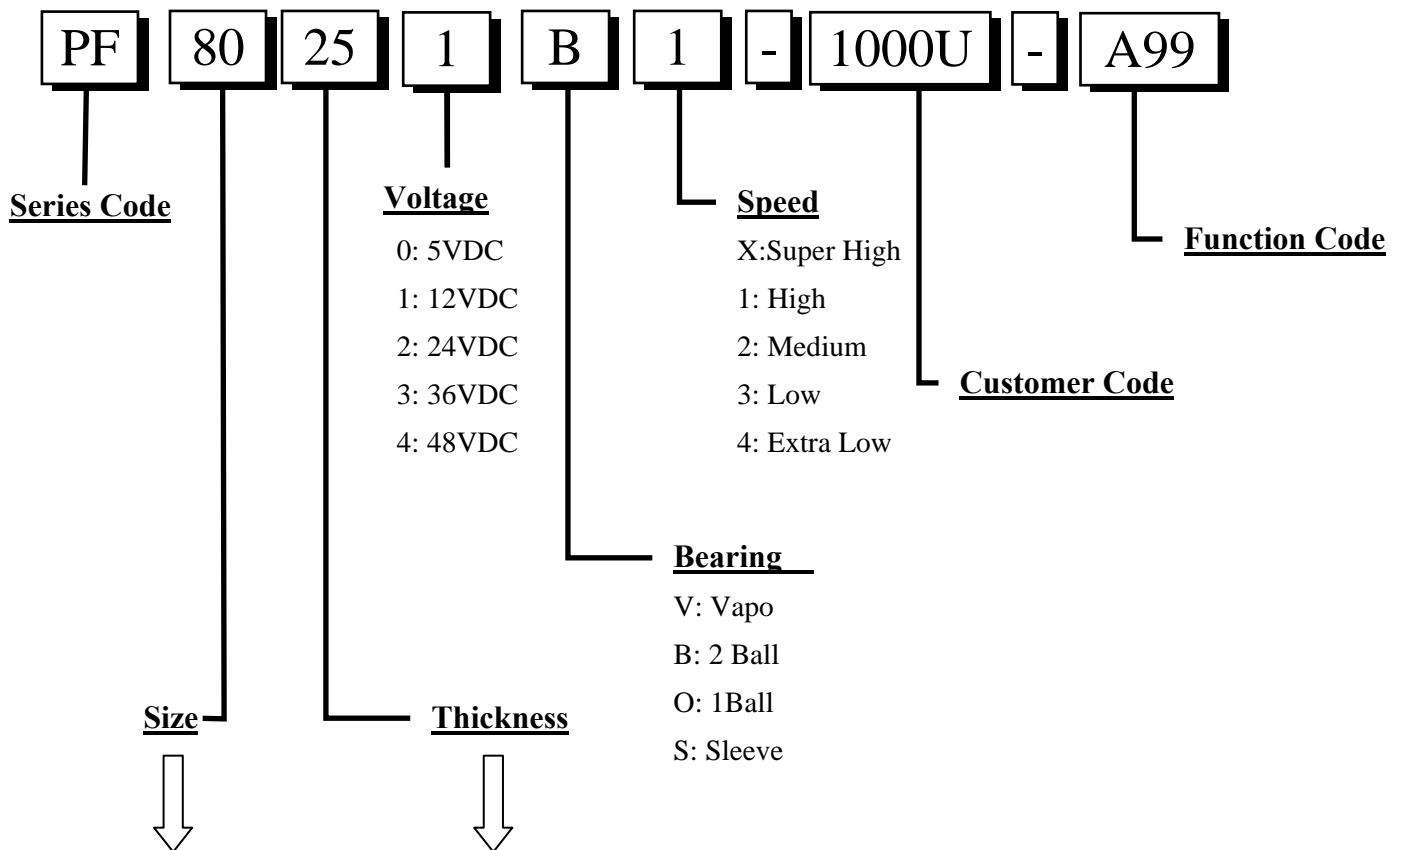 PF 80 25 1 B 1 - 1000U - A99
Series Code
Voltage
0: 5VDC
1: 12VDC
2: 24VDC
3: 36VDC
4: 48VDC
Speed
X:Super High
1: High
2: Medium
3: Low
4: Extra Low
Function Code
Customer Code
Bearing
V: Vapo
B: 2 Ball
O: 1Ball
S: Sleeve
Size
Thickness